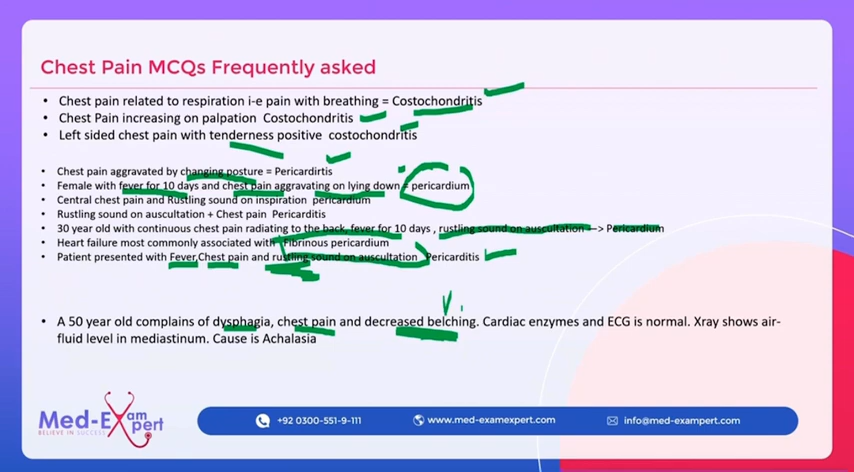 Chest Pain MCQs Frequently asked
• Chest pain related to respiration i-e pain with breathing = Costochondritis
• Chest Pain increasing on palpation Costochondritis
• Left sided chest pain with tenderness positive costochondritis
• Chest pain aggravated by changing posture = Pericardirtis
• Female with fever for 10 days and chest pain aggravating on lying down = pericardium
• Central chest pain and Rustling sound on inspiration pericardium
• Rustling sound on auscultation + Chest pain Pericarditis
• 30 year old with continuous chest pain radiating to the back, fever for 10 days , rustling sound on auscultation --> Pericardium
• Heart failure most commonly associated with Fibrinous pericardium
• Patient presented with Fever,Chest pain and rustling sound on auscultation Pericarditis
• A 50 year old complains of dysphagia, chest pain and decreased belching. Cardiac enzymes and ECG is normal. Xray shows air-
fluid level in mediastinum. Cause is Achalasia
Med-Exam Expert
BELIEVE IN SUCCESS
+92 0300-551-9-111
www.med-examexpert.com
info@med-exampert.com